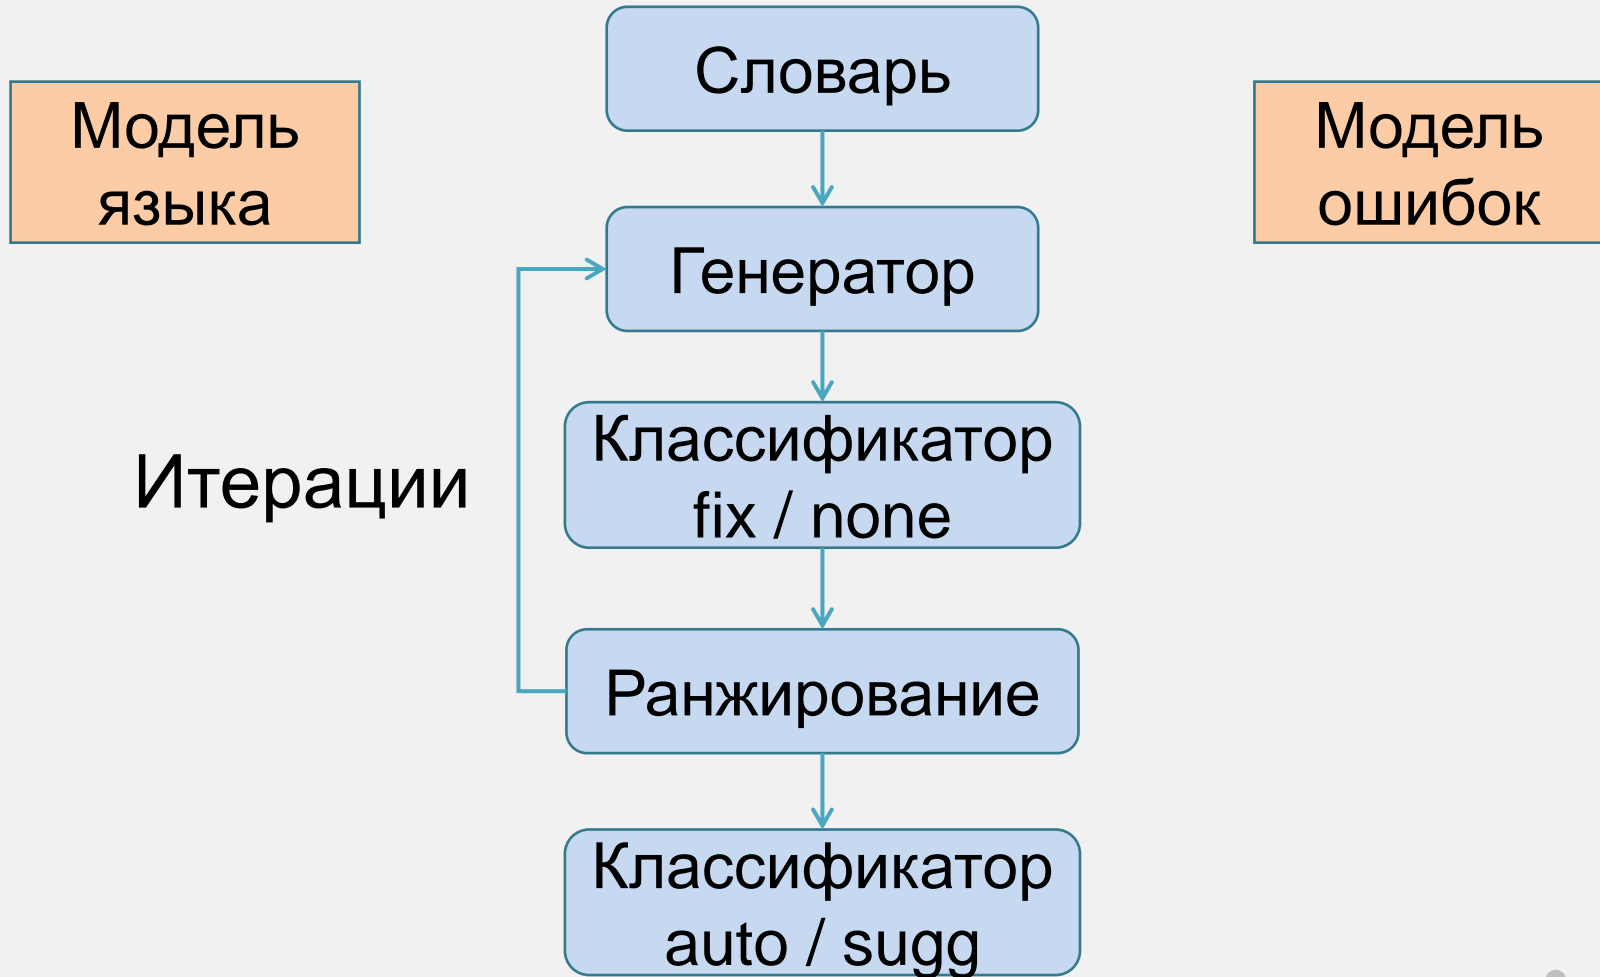 Словарь
Модель
языка
Модель
ошибок
Генератор
Классификатор
fix / none
Итерации
Ранжирование
Классификатор
auto / sugg